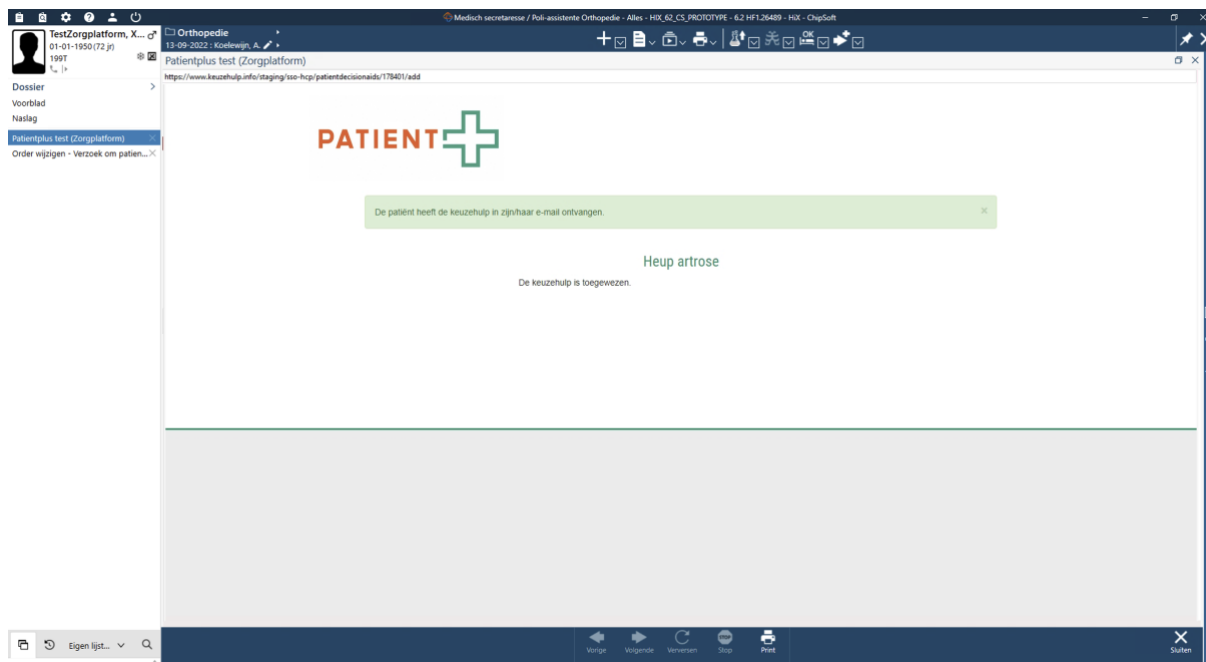 Medisch secretaresse / Poli-assistente Orthopedie - Alles - HIX_62_CS_PROTOTYPE - 6.2 HF1.26489 - HiX - ChipSoft
TestZorgplatform, X...
01-01-1950 (72 jr)
199T
Orthopedie
13-09-2022 : Koelewijn, A.
OK
Patientplus test (Zorgplatform)
https://www.keuzehulp.info/staging/sso-hcp/patientdecisionaids/178401/add
Dossier
Voorblad
Naslag
Patientplus test (Zorgplatform)
Order wijzigen - Verzoek om patien...
PATIENT
De patiënt heeft de keuzehulp in zijn/haar e-mail ontvangen.
Heup artrose
De keuzehulp is toegewezen.
Eigen lijst...
Vorige
Volgende
Verversen
STOP
Stop
Print
Sluiten